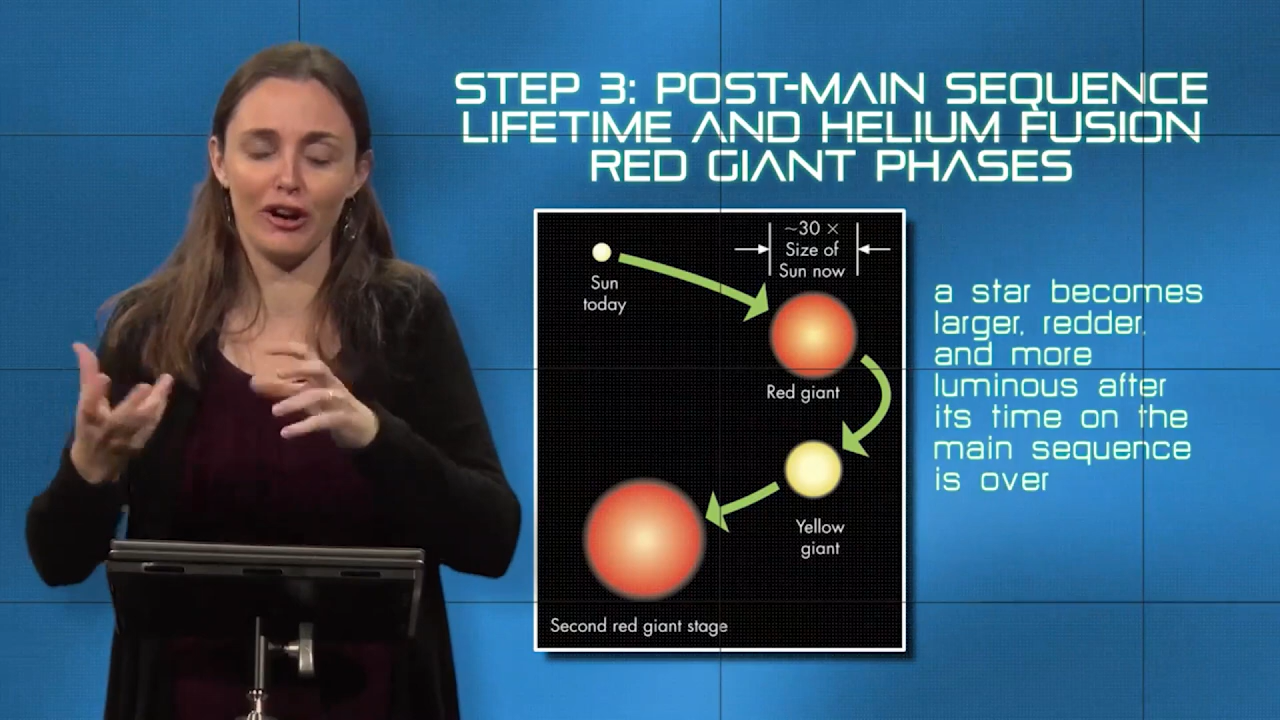 STEP 3: POST-MAIN SEQUENCE
LIFETIME AND HELIUM FUSION
RED GIANT PHASES
~30 ×
Size of
Sun now
Sun
today
Red giant
Yellow
giant
Second red giant stage
a star becomes
larger, redder,
and more
luminous after
its time on the
main sequence
is over